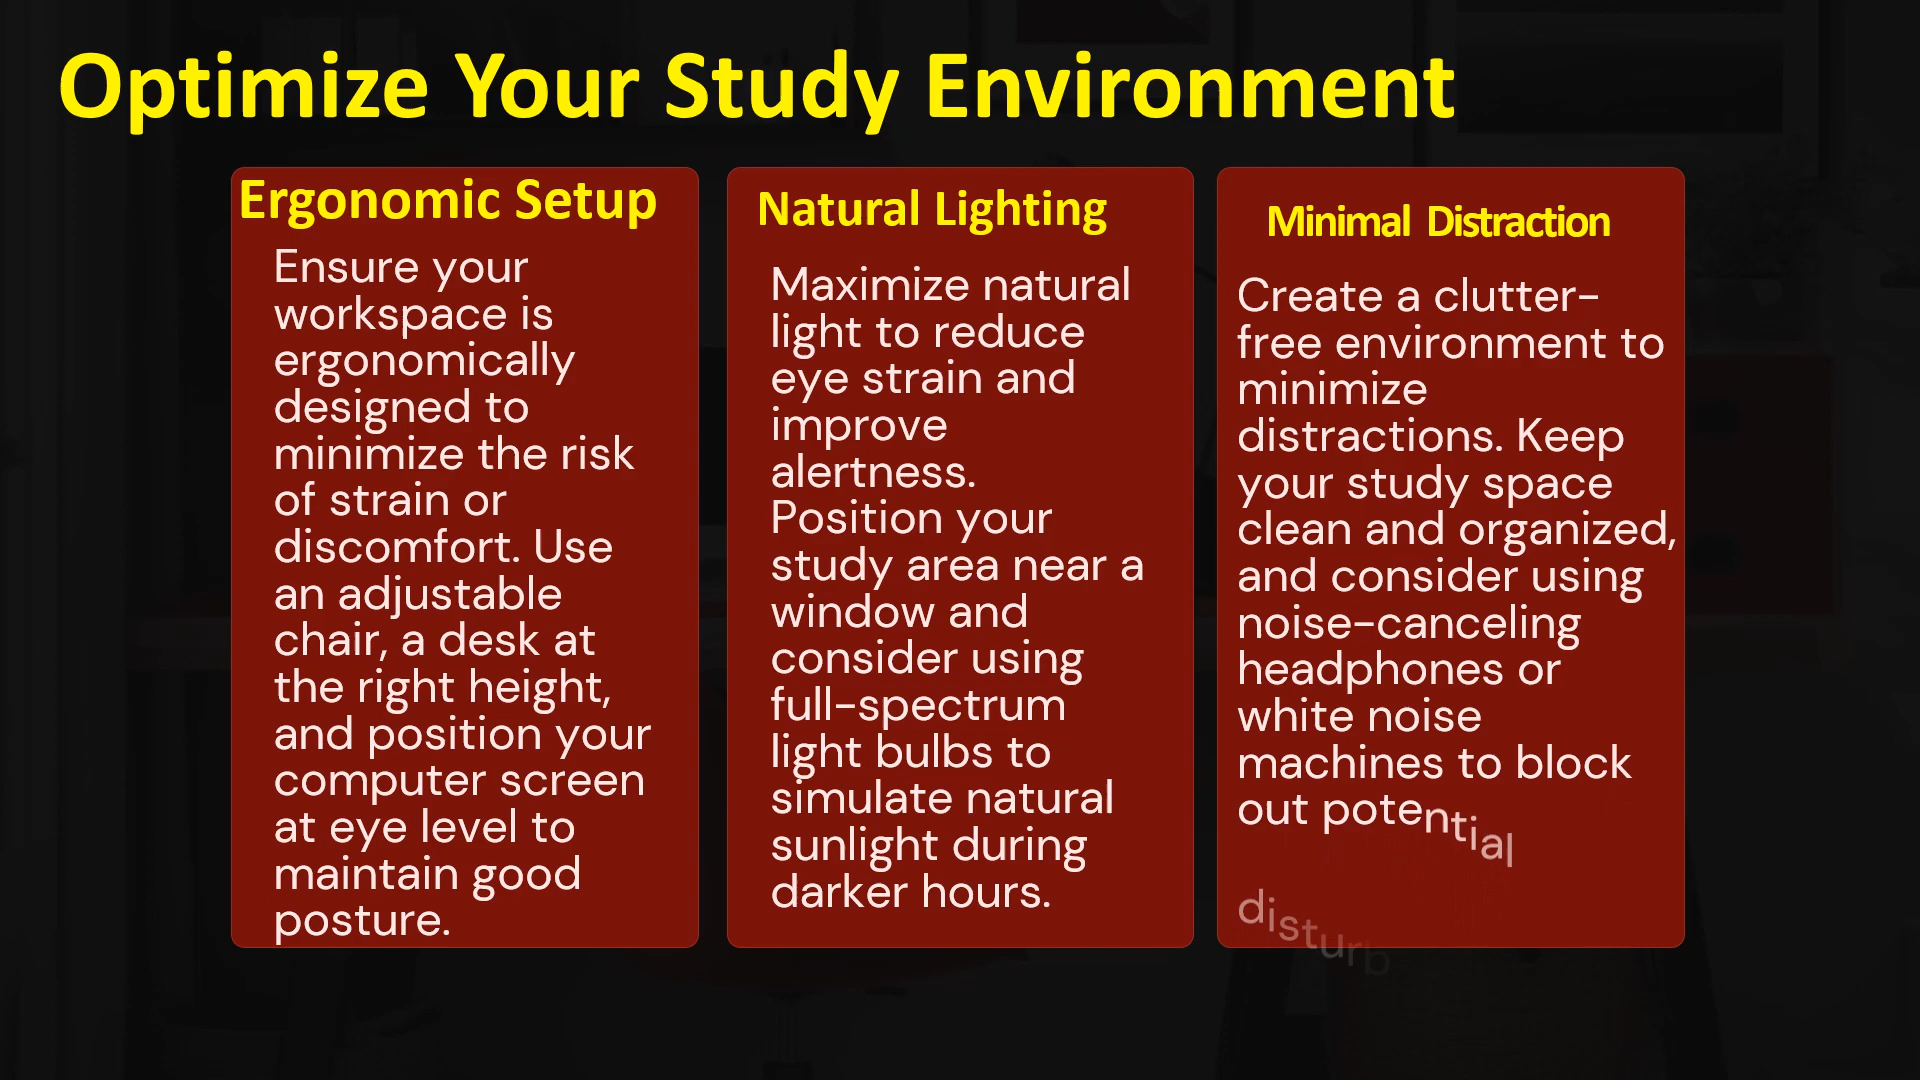 Optimize Your Study Environment
Ergonomic Setup
Ensure your
workspace is
ergonomically
designed to
minimize the risk
of strain or
discomfort. Use
an adjustable
chair, a desk at
the right height,
and position your
computer screen
at eye level to
maintain good
posture.
Natural Lighting
Maximize natural
light to reduce
eye strain and
improve
alertness.
Position your
study area near a
window and
consider using
full-spectrum
light bulbs to
simulate natural
sunlight during
darker hours.
Minimal Distraction
Create a clutter-
free environment to
minimize
distractions. Keep
your study space
clean and organized,
and consider using
noise-canceling
headphones or
white noise
machines to block
out potential
disturb